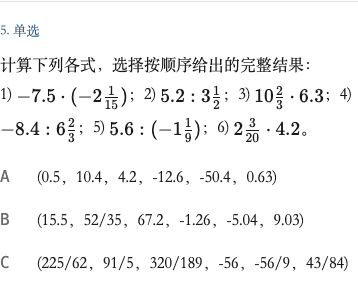 5. 单选
计算下列各式，选择按顺序给出的完整结果：
1) −7.5 · (−2 1/15)；2) 5.2 : 3 1/2；3) 10 2/3 · 6.3；4)
−8.4 : 6 2/3；5) 5.6 : (−1 1/9)；6) 2 3/20 · 4.2。
A (0.5，10.4，4.2，-12.6，-50.4，0.63)
B (15.5，52/35，67.2，-1.26，-5.04，9.03)
C (225/62，91/5，320/189，-56，-56/9，43/84)